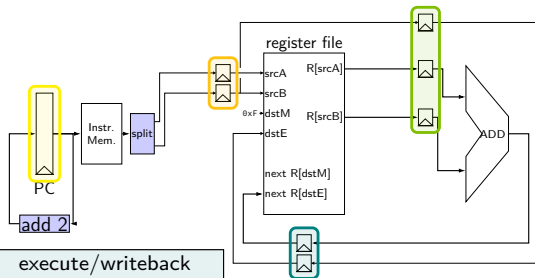 register file
srcA
srcB
0xF
dstM
dstE
R[srcA]
R[srcB]
next R[dstM]
next R[dstE]
Instr.
Mem.
split
ADD
PC
add 2
execute/writeback